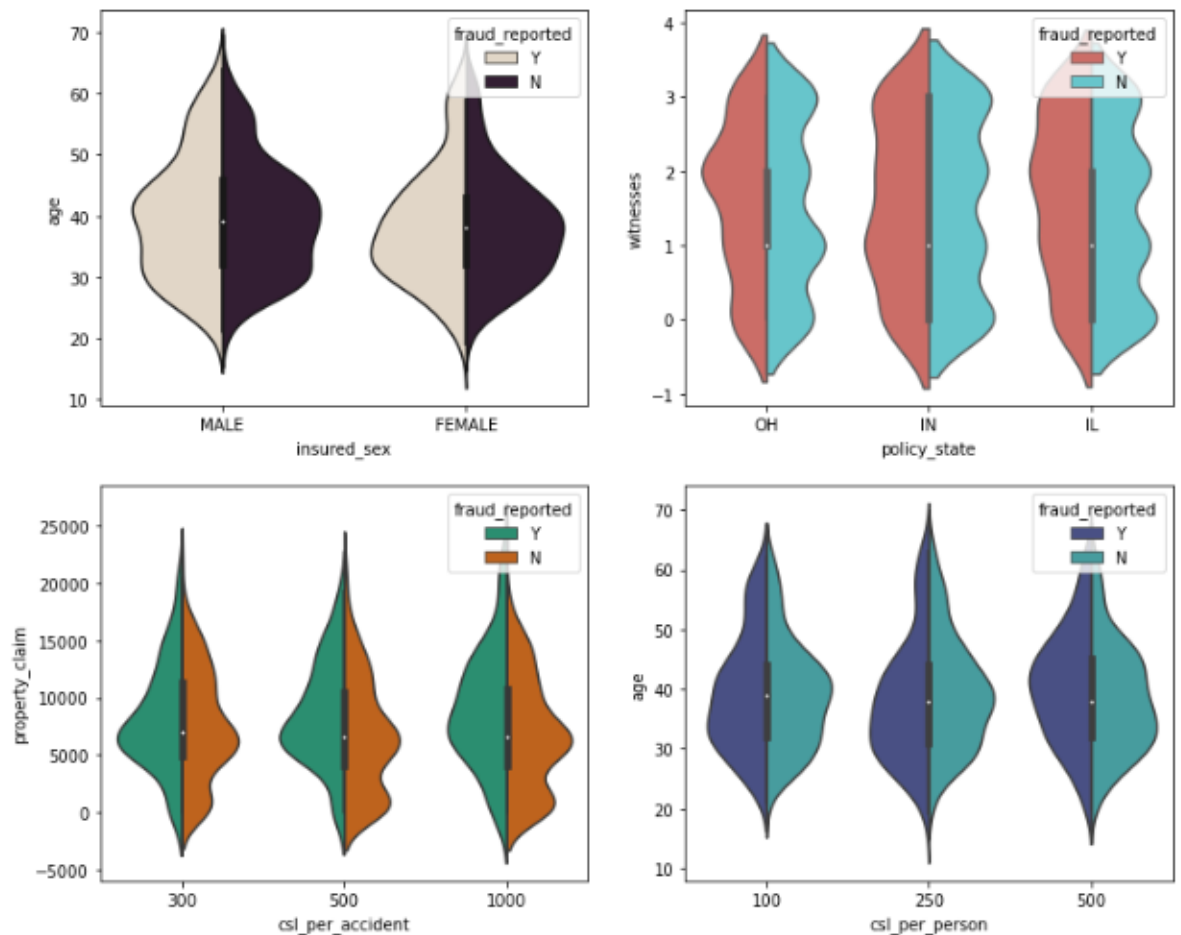 fraud_reported
Y
N
70
60
50
40
30
20
10
age
MALE
FEMALE
insured_sex
fraud_reported
Y
N
4
3
2
1
0
−1
witnesses
OH
IN
IL
policy_state
fraud_reported
Y
N
25000
20000
15000
10000
5000
0
−5000
property_claim
300
500
1000
csl_per_accident
fraud_reported
Y
N
70
60
50
40
30
20
10
age
100
250
500
csl_per_person